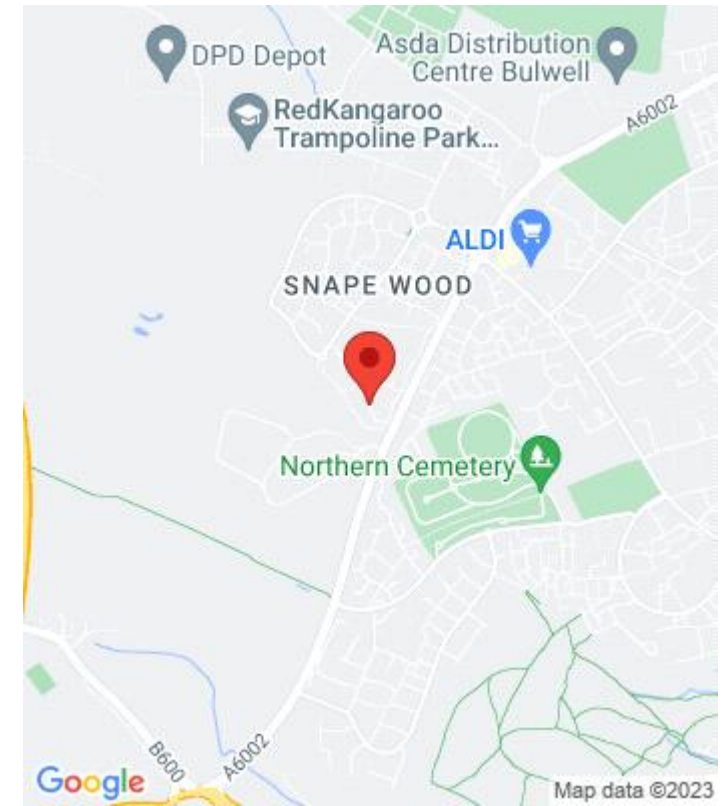 DPD Depot
Asda Distribution
Centre Bulwell
RedKangaroo
Trampoline Park...
A6002
ALDI
SNAPE WOOD
Northern Cemetery
B600
A6002
Google
Map data ©2023